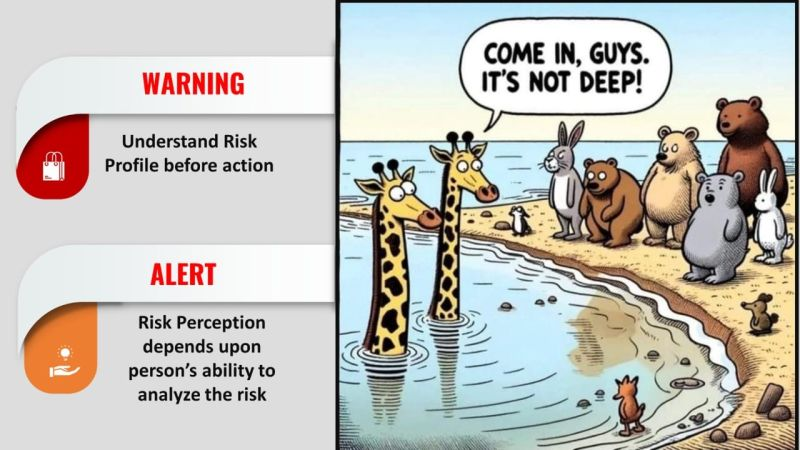 WARNING
Understand Risk
Profile before action
ALERT
Risk Perception
depends upon
person's ability to
analyze the risk
COME IN, GUYS.
IT'S NOT DEEP!